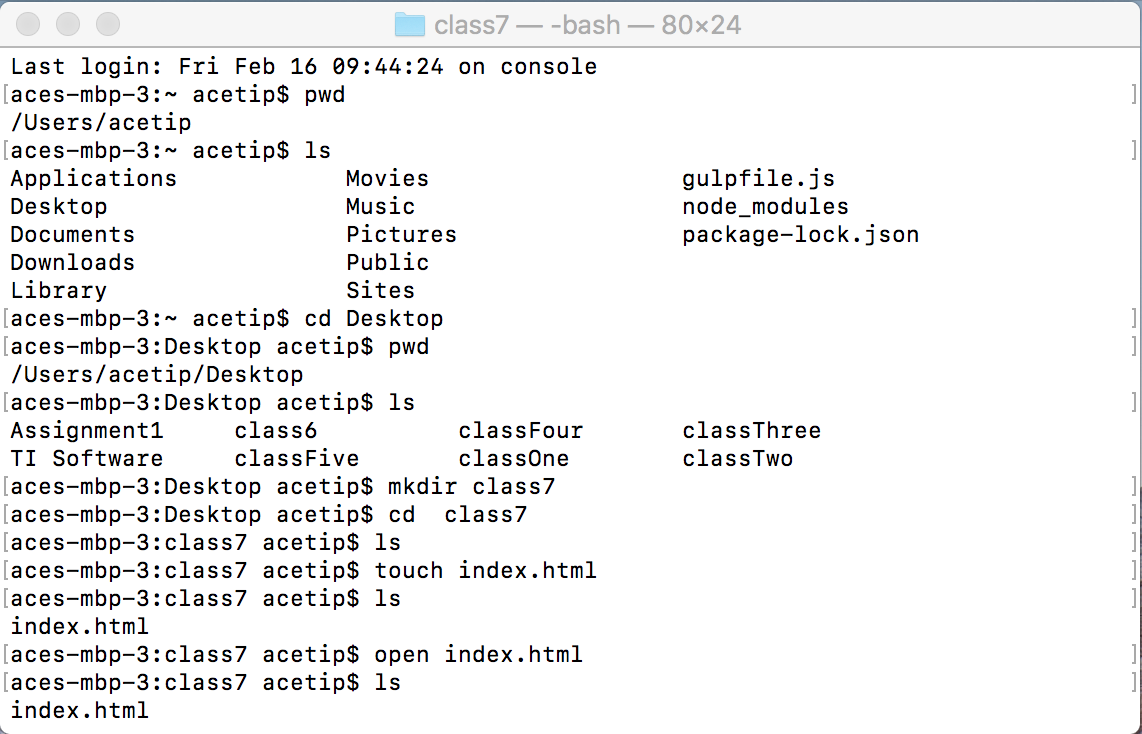 class7 — -bash — 80×24
Last login: Fri Feb 16 09:44:24 on console
[aces-mbp-3:~ acetip$ pwd ]
/Users/acetip
[aces-mbp-3:~ acetip$ ls ]
Applications Movies gulpfile.js
Desktop Music node_modules
Documents Pictures package-lock.json
Downloads Public
Library Sites
[aces-mbp-3:~ acetip$ cd Desktop ]
[aces-mbp-3:Desktop acetip$ pwd ]
/Users/acetip/Desktop
[aces-mbp-3:Desktop acetip$ ls ]
Assignment1 class6 classFour classThree
TI Software classFive classOne classTwo
[aces-mbp-3:Desktop acetip$ mkdir class7 ]
[aces-mbp-3:Desktop acetip$ cd  class7 ]
[aces-mbp-3:class7 acetip$ ls ]
[aces-mbp-3:class7 acetip$ touch index.html ]
[aces-mbp-3:class7 acetip$ ls ]
index.html
[aces-mbp-3:class7 acetip$ open index.html ]
[aces-mbp-3:class7 acetip$ ls ]
index.html